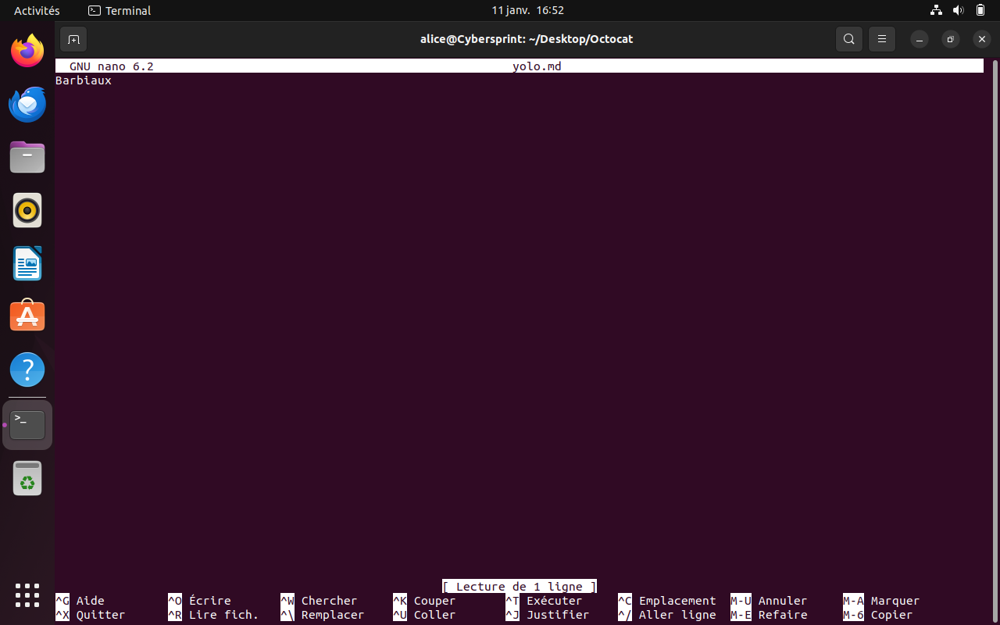 Activités Terminal 11 janv. 16:52
alice@Cybersprint: ~/Desktop/Octocat
GNU nano 6.2 yolo.md
Barbiaux
[ Lecture de 1 ligne ]
^G Aide ^O Écrire ^W Chercher ^K Couper ^T Exécuter ^C Emplacement M-U Annuler M-A Marquer
^X Quitter ^R Lire fich. ^\ Remplacer ^U Coller ^J Justifier ^/ Aller ligne M-E Refaire M-6 Copier